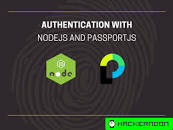 AUTHENTICATION WITH
NODEJS AND PASSPORTJS
node
HACKERNOON